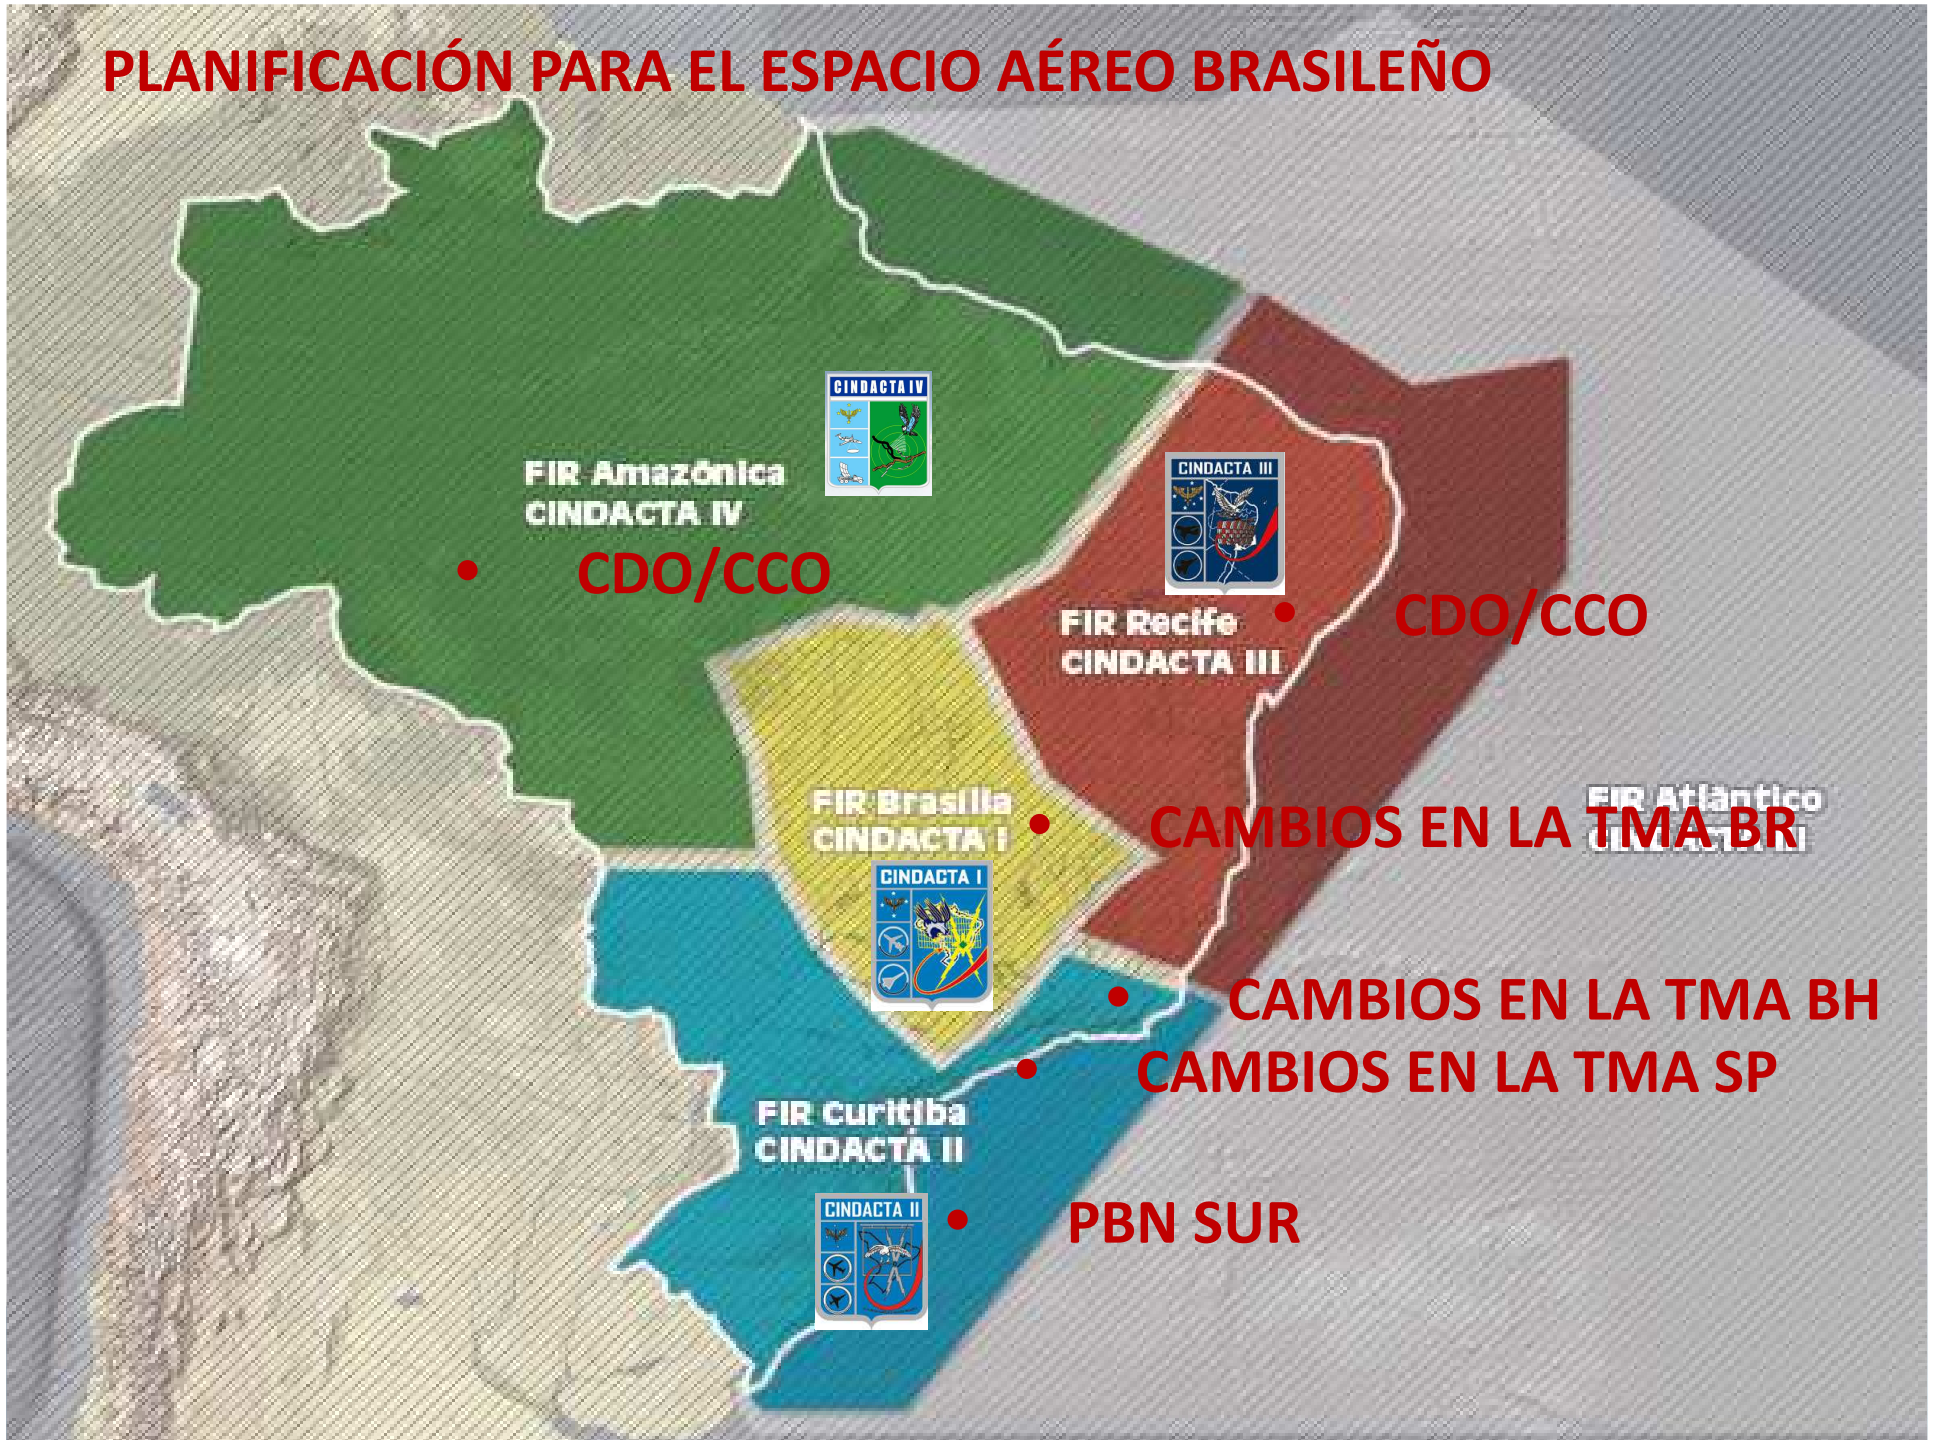 PLANIFICACIÓN PARA EL ESPACIO AÉREO BRASILEÑO
CINDACTA IV
FIR Amazônica
CINDACTA IV
• CDO/CCO
CINDACTA III
FIR Recife
CINDACTA III
• CDO/CCO
FIR Brasília
CINDACTA I
• CAMBIOS EN LA TMA BR
FIR Atlântico
CINDACTA III
CINDACTA I
• CAMBIOS EN LA TMA BH
• CAMBIOS EN LA TMA SP
FIR Curitiba
CINDACTA II
CINDACTA II
• PBN SUR